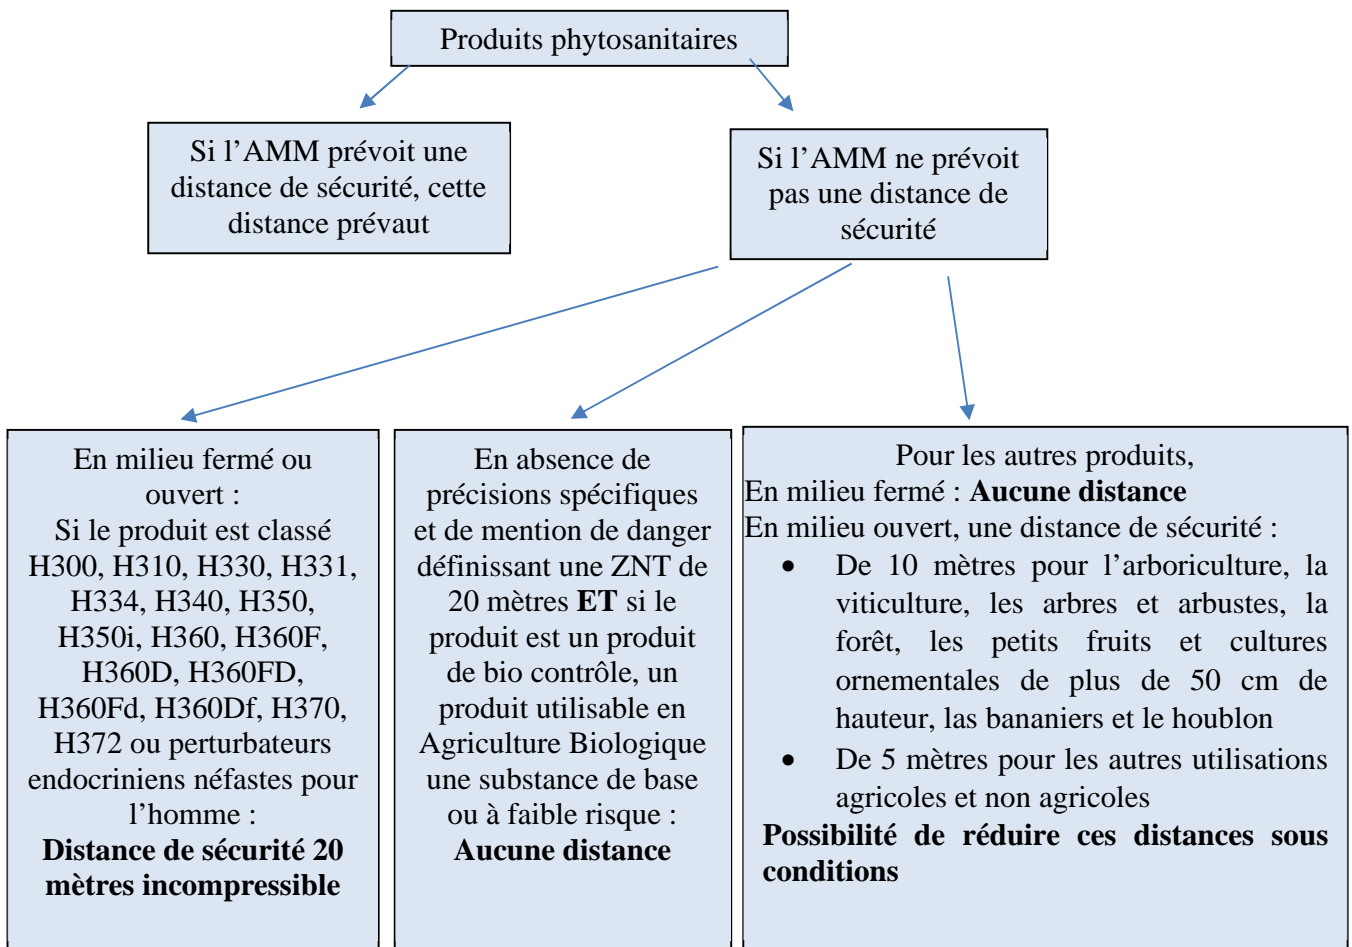 Produits phytosanitaires
Si l’AMM prévoit une
distance de sécurité, cette
distance prévaut
Si l’AMM ne prévoit
pas une distance de
sécurité
En milieu fermé ou
ouvert :
Si le produit est classé
H300, H310, H330, H331,
H334, H340, H350,
H350i, H360, H360F,
H360D, H360FD,
H360Fd, H360Df, H370,
H372 ou perturbateurs
endocriniens néfastes pour
l’homme :
Distance de sécurité 20
mètres incompressible
En absence de
précisions spécifiques
et de mention de danger
définissant une ZNT de
20 mètres ET si le
produit est un produit
de bio contrôle, un
produit utilisable en
Agriculture Biologique
une substance de base
ou à faible risque :
Aucune distance
Pour les autres produits,
En milieu fermé : Aucune distance
En milieu ouvert, une distance de sécurité :
• De 10 mètres pour l’arboriculture, la
viticulture, les arbres et arbustes, la
forêt, les petits fruits et cultures
ornementales de plus de 50 cm de
hauteur, las bananiers et le houblon
• De 5 mètres pour les autres utilisations
agricoles et non agricoles
Possibilité de réduire ces distances sous
conditions